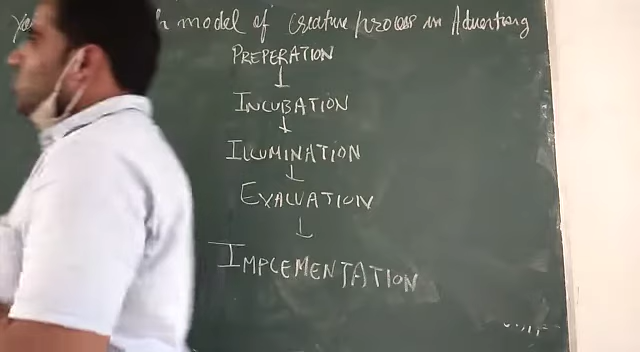 model of creative process in Advertising
PREPERATION
INCUBATION
ILLUMINATION
EVALUATION
IMPLEMENTATION